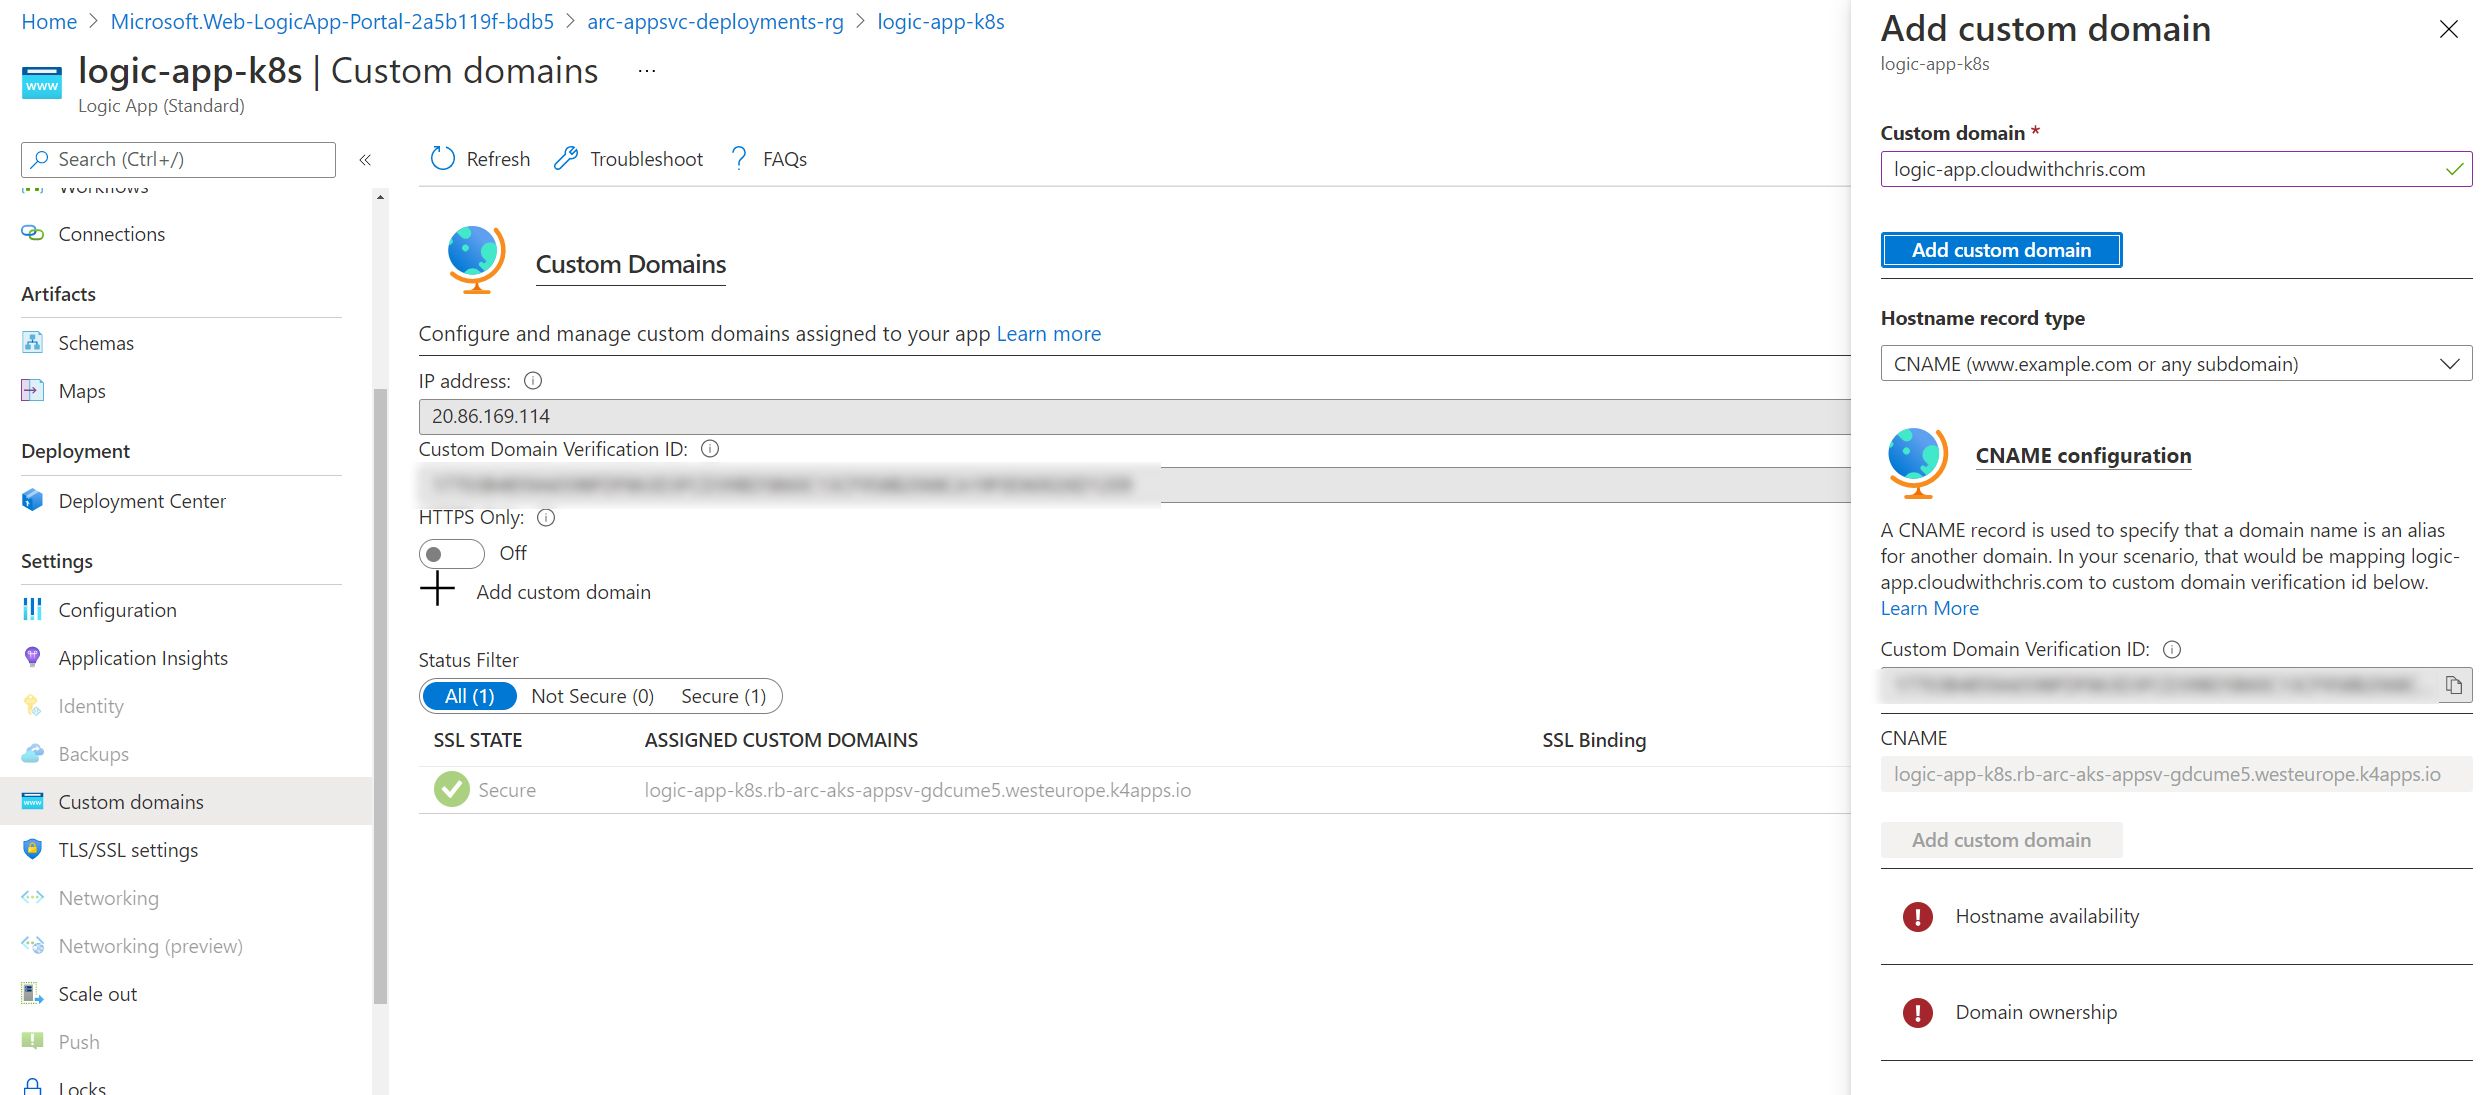 Home > Microsoft.Web-LogicApp-Portal-2a5b119f-bdb5 > arc-appsvc-deployments-rg > logic-app-k8s
logic-app-k8s | Custom domains ...
Logic App (Standard)
Search (Ctrl+/)
«
Workflows
Connections
Artifacts
Schemas
Maps
Deployment
Deployment Center
Settings
Configuration
Application Insights
Identity
Backups
Custom domains
TLS/SSL settings
Networking
Networking (preview)
Scale out
Push
Locks
Refresh
Troubleshoot
? FAQs
Custom Domains
Configure and manage custom domains assigned to your app Learn more
IP address:
20.86.169.114
Custom Domain Verification ID:
HTTPS Only:
Off
Add custom domain
Status Filter
All (1) Not Secure (0) Secure (1)
SSL STATE ASSIGNED CUSTOM DOMAINS SSL Binding
Secure logic-app-k8s.rb-arc-aks-appsv-gdcume5.westeurope.k4apps.io
Add custom domain
logic-app-k8s
Custom domain *
logic-app.cloudwithchris.com
Add custom domain
Hostname record type
CNAME (www.example.com or any subdomain)
CNAME configuration
A CNAME record is used to specify that a domain name is an alias
for another domain. In your scenario, that would be mapping logic-
app.cloudwithchris.com to custom domain verification id below.
Learn More
Custom Domain Verification ID:
CNAME
logic-app-k8s.rb-arc-aks-appsv-gdcume5.westeurope.k4apps.io
Add custom domain
Hostname availability
Domain ownership